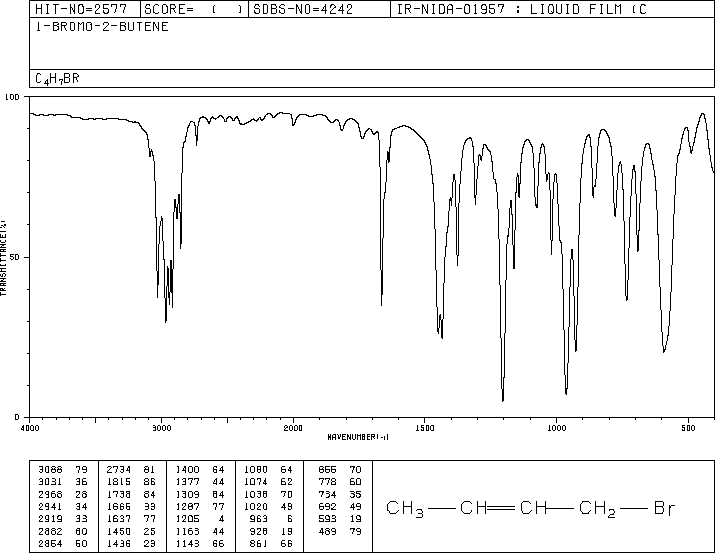 HIT-NO=2577 SCORE= ( ) SDBS-NO=4242 IR-NIDA-01957 : LIQUID FILM (C
1-BROMO-2-BUTENE
C4H7BR
100
50
0
TRANSMITTANCE(%)
4000 3000 2000 1500 1000 500
WAVENUMBER(-1)
3088 79 2734 81 1400 64 1080 64 855 70
3031 36 1815 86 1377 44 1074 62 778 60
2968 28 1738 84 1309 64 1038 70 734 35
2941 34 1665 33 1287 77 1020 49 692 49
2919 33 1637 77 1205 4 963 6 593 19
2882 60 1450 25 1163 44 928 19 489 79
2854 50 1436 23 1143 66 861 66
CH3 CH CH CH2 Br